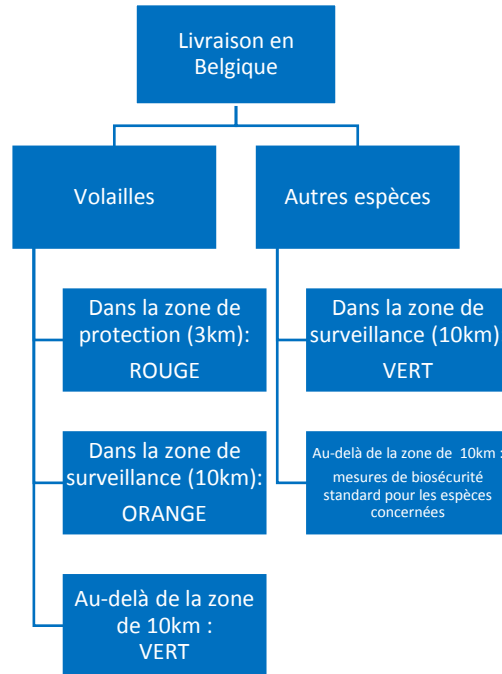 Livraison en
Belgique
Volailles
Autres espèces
Dans la zone de
protection (3km):
ROUGE
Dans la zone de
surveillance (10km):
ORANGE
Au-delà de la zone
de 10km :
VERT
Dans la zone de
surveillance (10km)
VERT
Au-delà de la zone de 10km :
mesures de biosécurité
standard pour les espèces
concernées